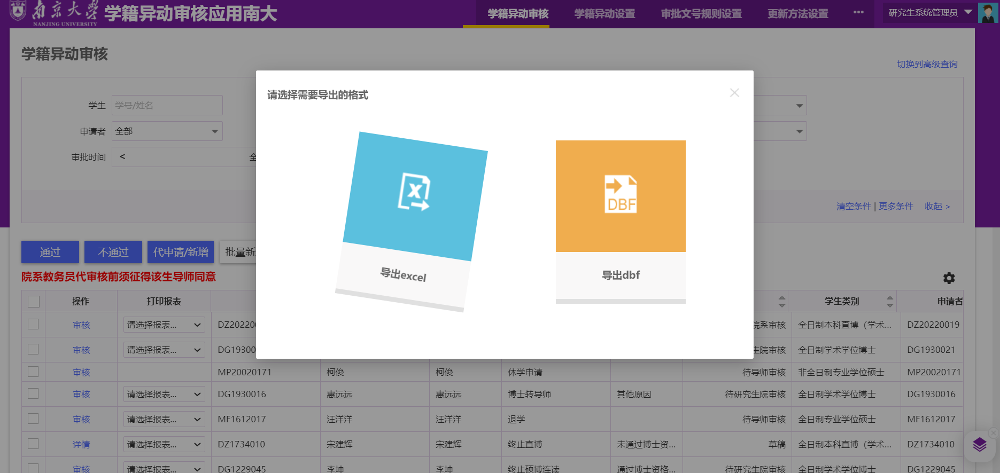 南京大学
NANJING UNIVERSITY
学籍异动审核应用南大
学籍异动审核
学籍异动设置
审批文号规则设置
更新方法设置
•••
研究生系统管理员
学籍异动审核
切换到高级查询
学生
学号/姓名
申请者
全部
审批时间
<
全
清空条件 | 更多条件 收起 >
请选择需要导出的格式
X
导出excel
DBF
导出dbf
通过
不通过
代申请/新增
批量新
院系教务员代审核前须征得该生导师同意
操作 打印报表 学生类别 申请者
审核 请选择报表... DZ20220 院系审核 全日制本科直博（学术... DZ20220019
审核 请选择报表... DG19300 生院审核 全日制学术学位博士 DG1930021
审核 MP20020171 柯俊 柯俊 休学申请 待导师审核 非全日制专业学位硕士 MP20020171
审核 请选择报表... DG1930016 惠远远 惠远远 博士转导师 其他原因 待研究生院审核 全日制学术学位博士 DG1930016
审核 请选择报表... MF1612017 汪洋洋 汪洋洋 退学 待导师审核 全日制专业学位硕士 MF1612017
详情 请选择报表... DZ1734010 宋建辉 宋建辉 终止直博 未通过博士资... 草稿 全日制本科直博（学术... DZ1734010
审核 请选择报表... DG1229045 李坤 李坤 终止硕博连读 通过博士资格... 待研究生院审核 全日制学术学位博士 DG1229045